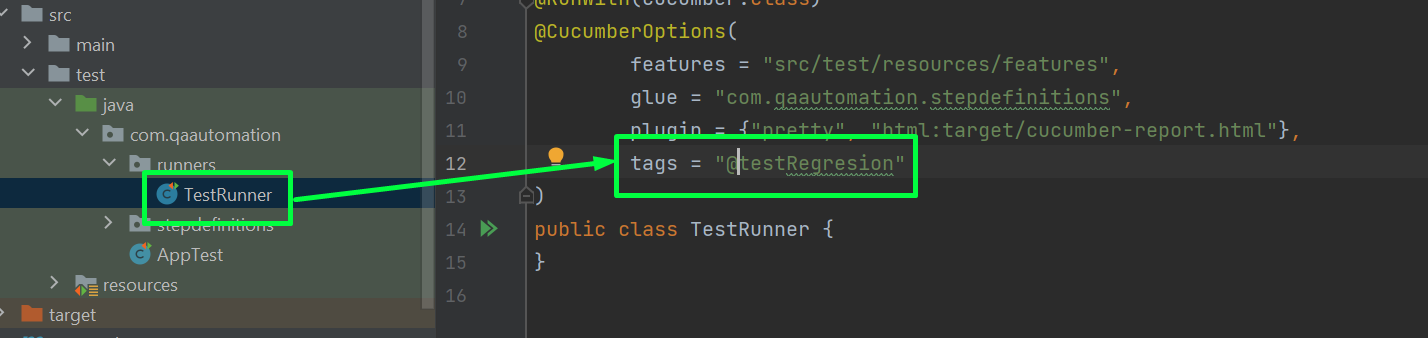 src
main
test
java
com.qaautomation
runners
TestRunner
stepdefinitions
AppTest
resources
target
7 @RunWith(Cucumber.class)
8 @CucumberOptions(
9 features = "src/test/resources/features",
10 glue = "com.qaautomation.stepdefinitions",
11 plugin = {"pretty", "html:target/cucumber-report.html"},
12 tags = "@testRegresion"
13 )
14 public class TestRunner {
15 }
16